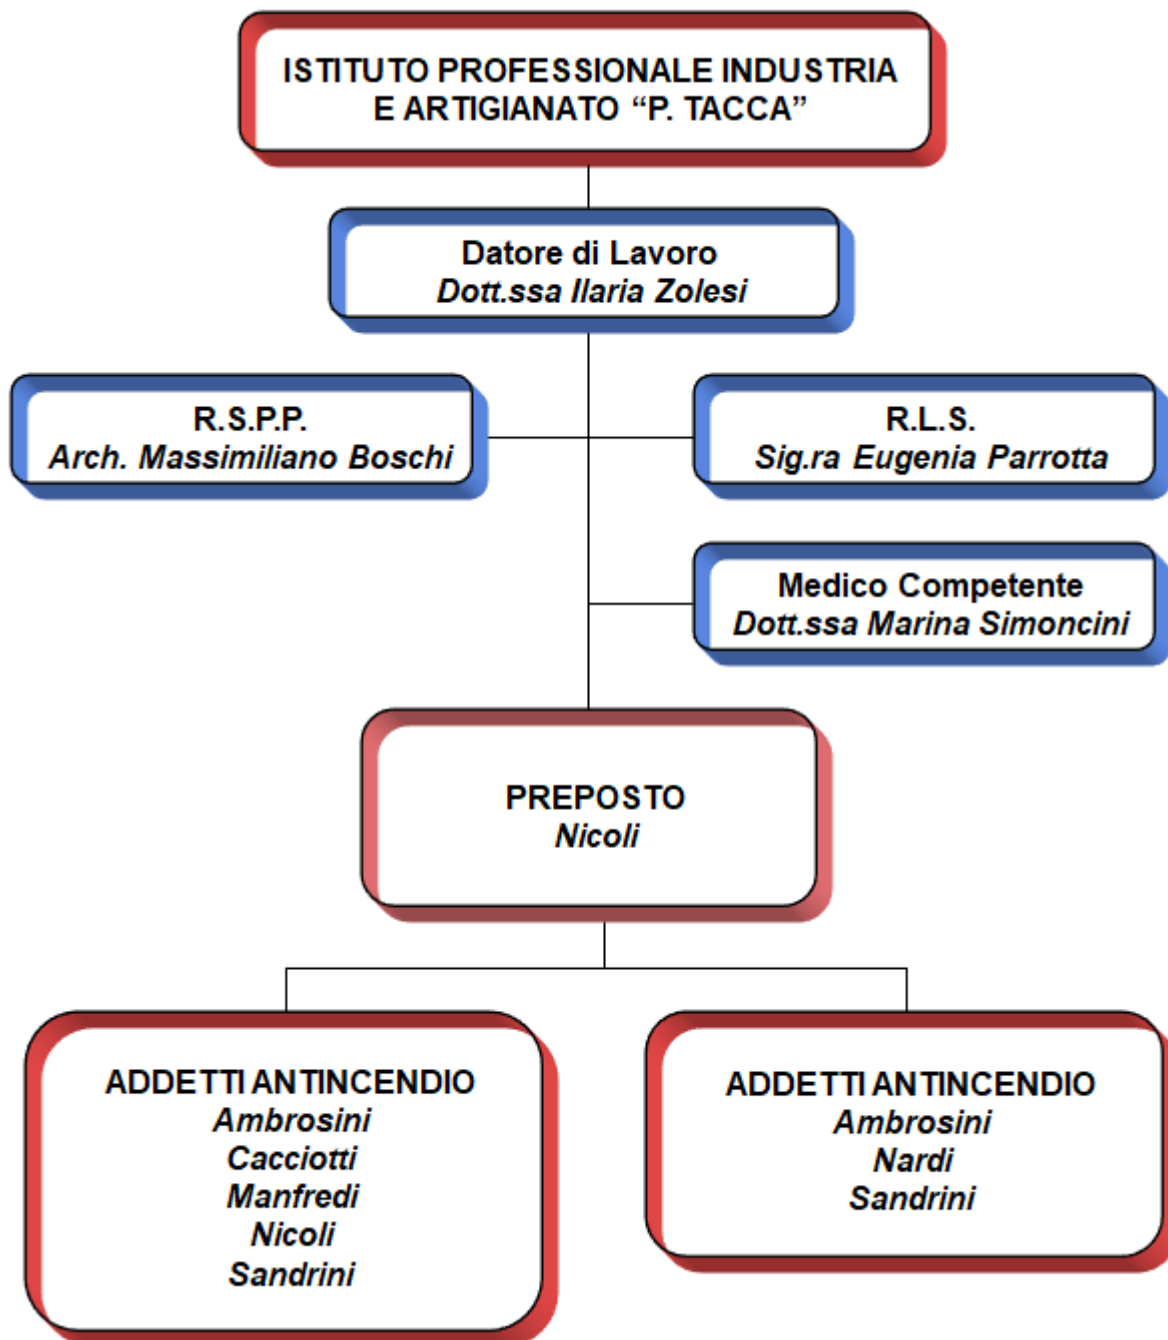 ISTITUTO PROFESSIONALE INDUSTRIA
E ARTIGIANATO “P. TACCA”
Datore di Lavoro
Dott.ssa Ilaria Zolesi
R.S.P.P.
Arch. Massimiliano Boschi
R.L.S.
Sig.ra Eugenia Parrotta
Medico Competente
Dott.ssa Marina Simoncini
PREPOSTO
Nicoli
ADDETTI ANTINCENDIO
Ambrosini
Cacciotti
Manfredi
Nicoli
Sandrini
ADDETTI ANTINCENDIO
Ambrosini
Nardi
Sandrini